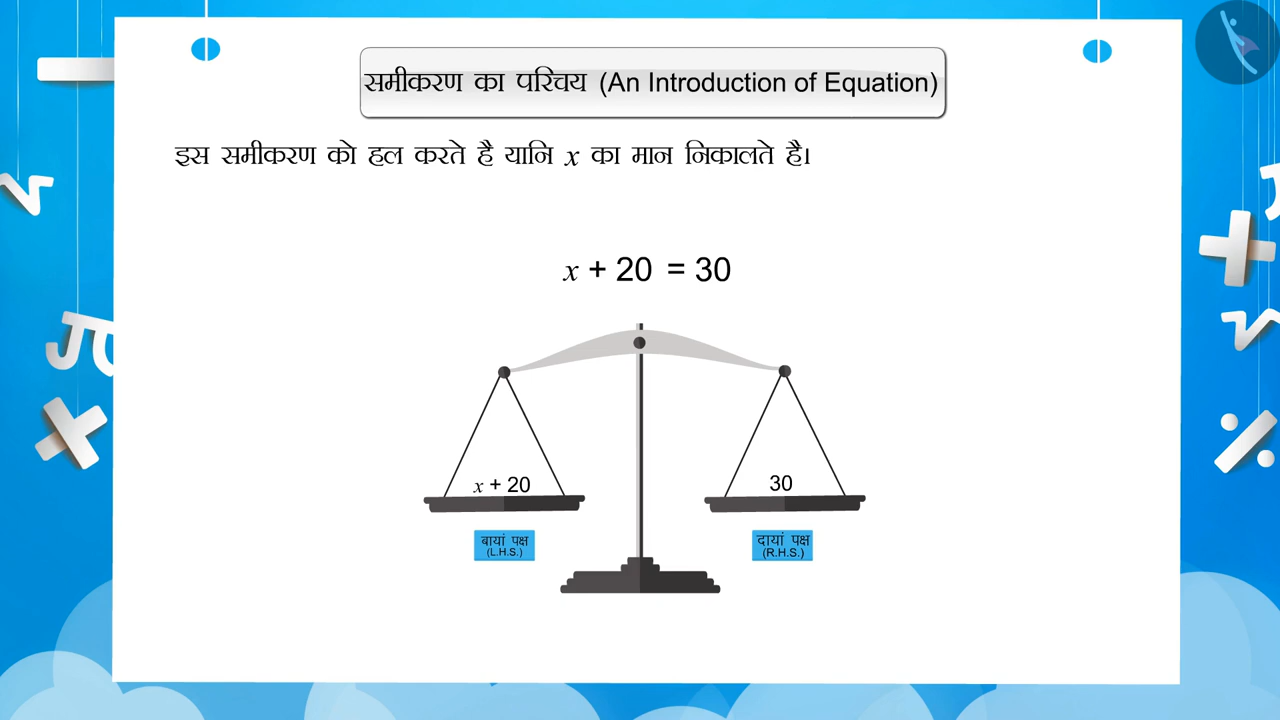 समीकरण का परिचय (An Introduction of Equation)
इस समीकरण को हल करते है यानि x का मान निकालते है।
x + 20 = 30
x + 20
30
बायां पक्ष
(L.H.S.)
दायां पक्ष
(R.H.S.)